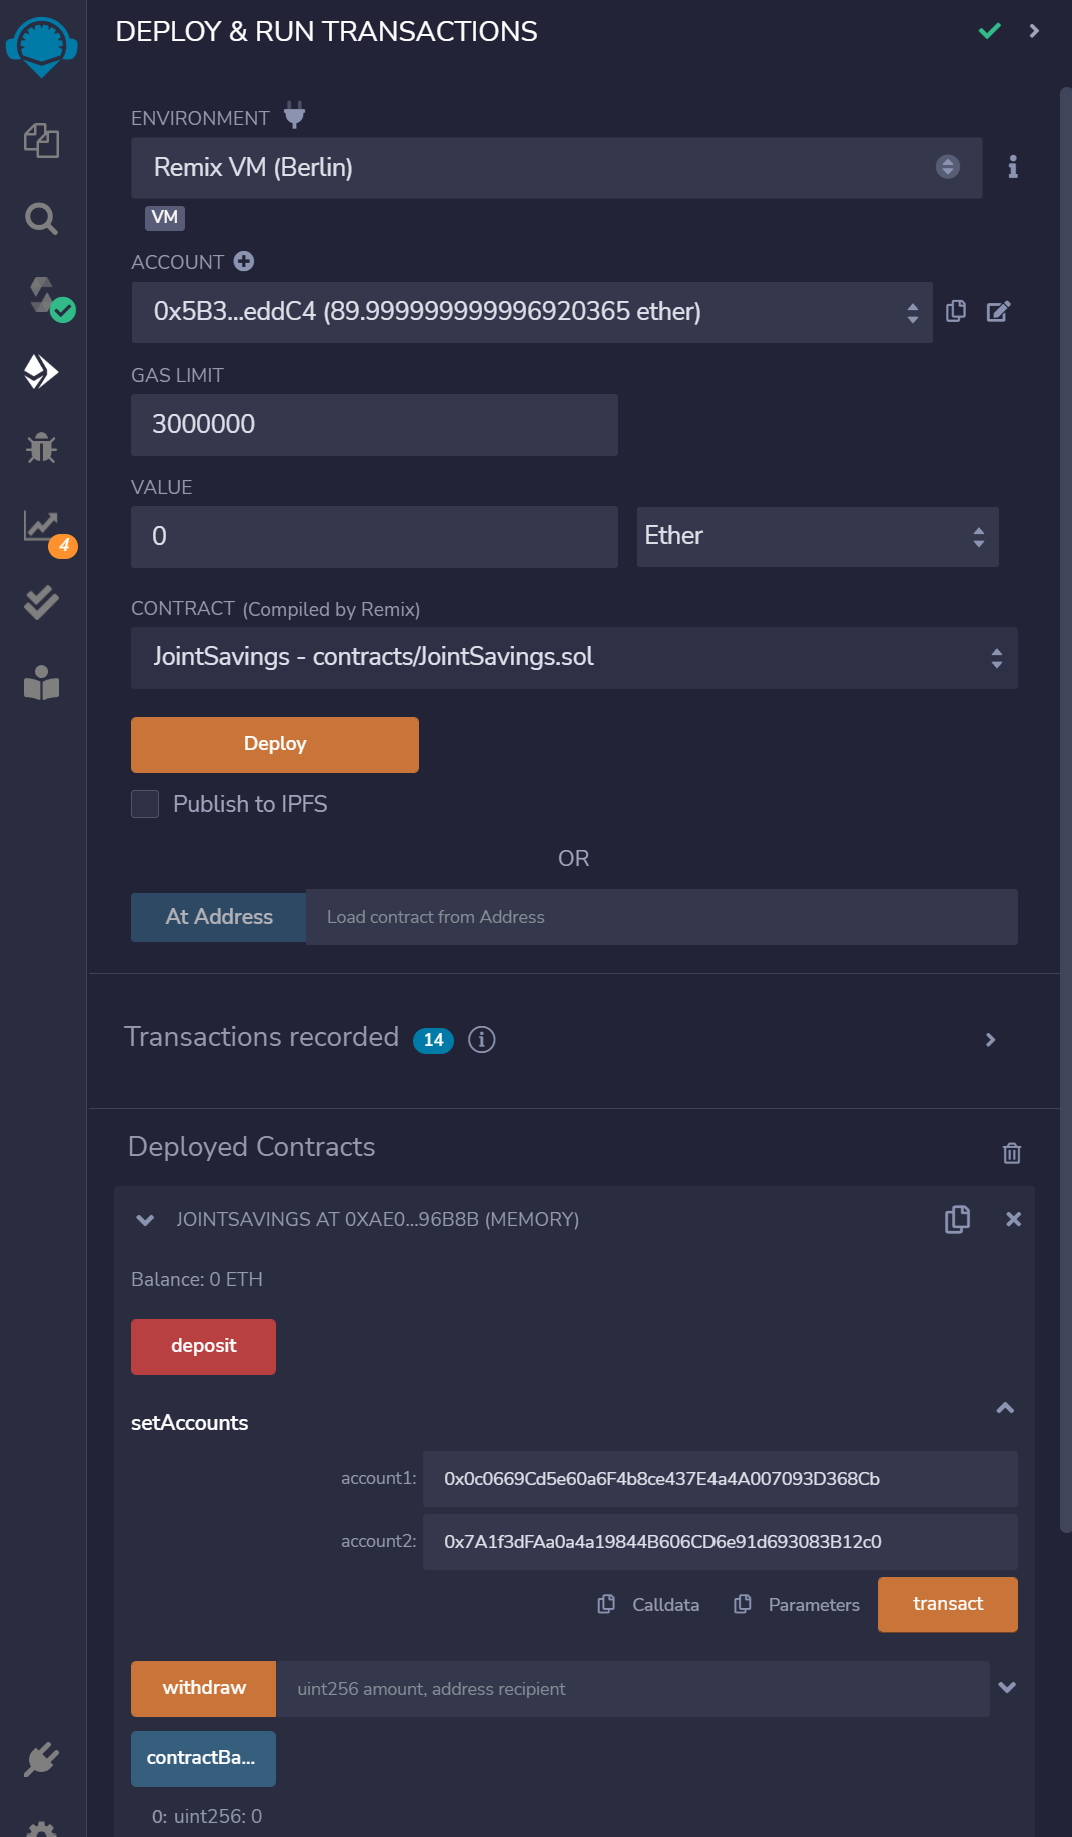 DEPLOY & RUN TRANSACTIONS
ENVIRONMENT
Remix VM (Berlin)
VM
ACCOUNT
0x5B3...eddC4 (89.999999999996920365 ether)
GAS LIMIT
3000000
VALUE
0
Ether
4
CONTRACT (Compiled by Remix)
JointSavings - contracts/JointSavings.sol
Deploy
Publish to IPFS
OR
At Address
Load contract from Address
Transactions recorded 14
Deployed Contracts
JOINTSAVINGS AT 0XAE0...96B8B (MEMORY)
Balance: 0 ETH
deposit
setAccounts
account1: 0x0c0669Cd5e60a6F4b8ce437E4a4A007093D368Cb
account2: 0x7A1f3dFAa0a4a19844B606CD6e91d693083B12c0
Calldata Parameters transact
withdraw uint256 amount, address recipient
contractBa...
0: uint256: 0